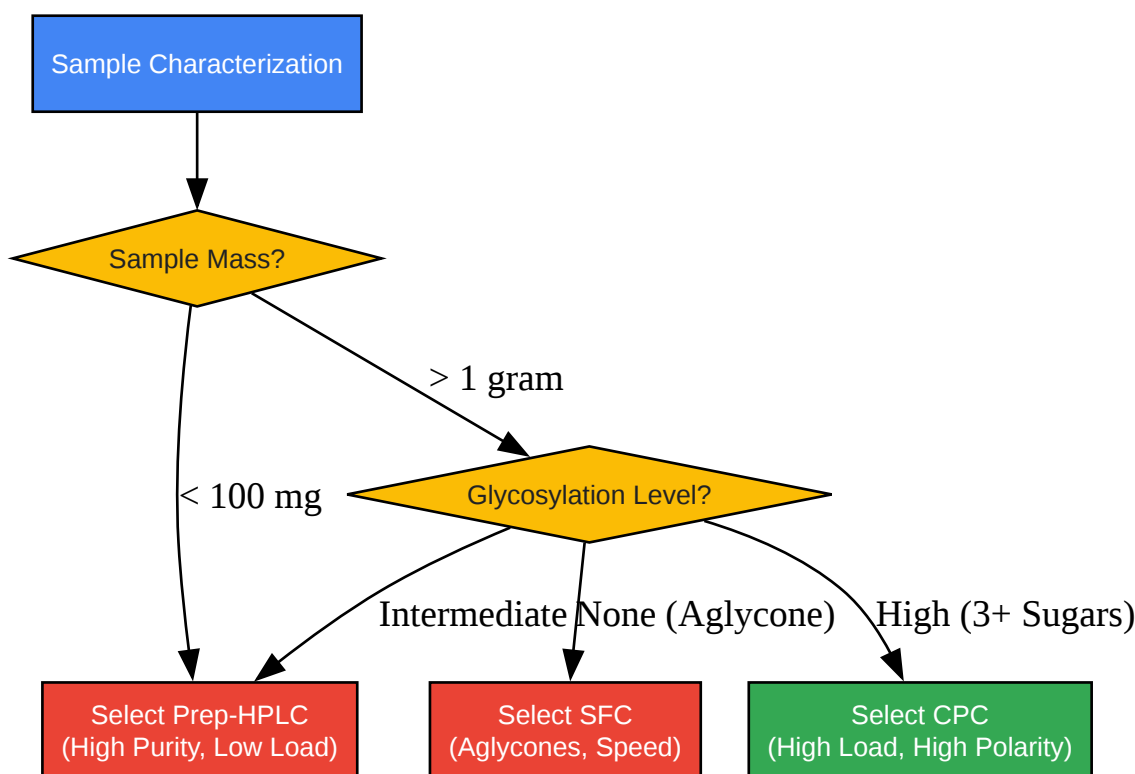 Sample Characterization
Sample Mass?
> 1 gram
< 100 mg
Glycosylation Level?
Intermediate
None (Aglycone)
High (3+ Sugars)
Select Prep-HPLC
(High Purity, Low Load)
Select SFC
(Aglycones, Speed)
Select CPC
(High Load, High Polarity)